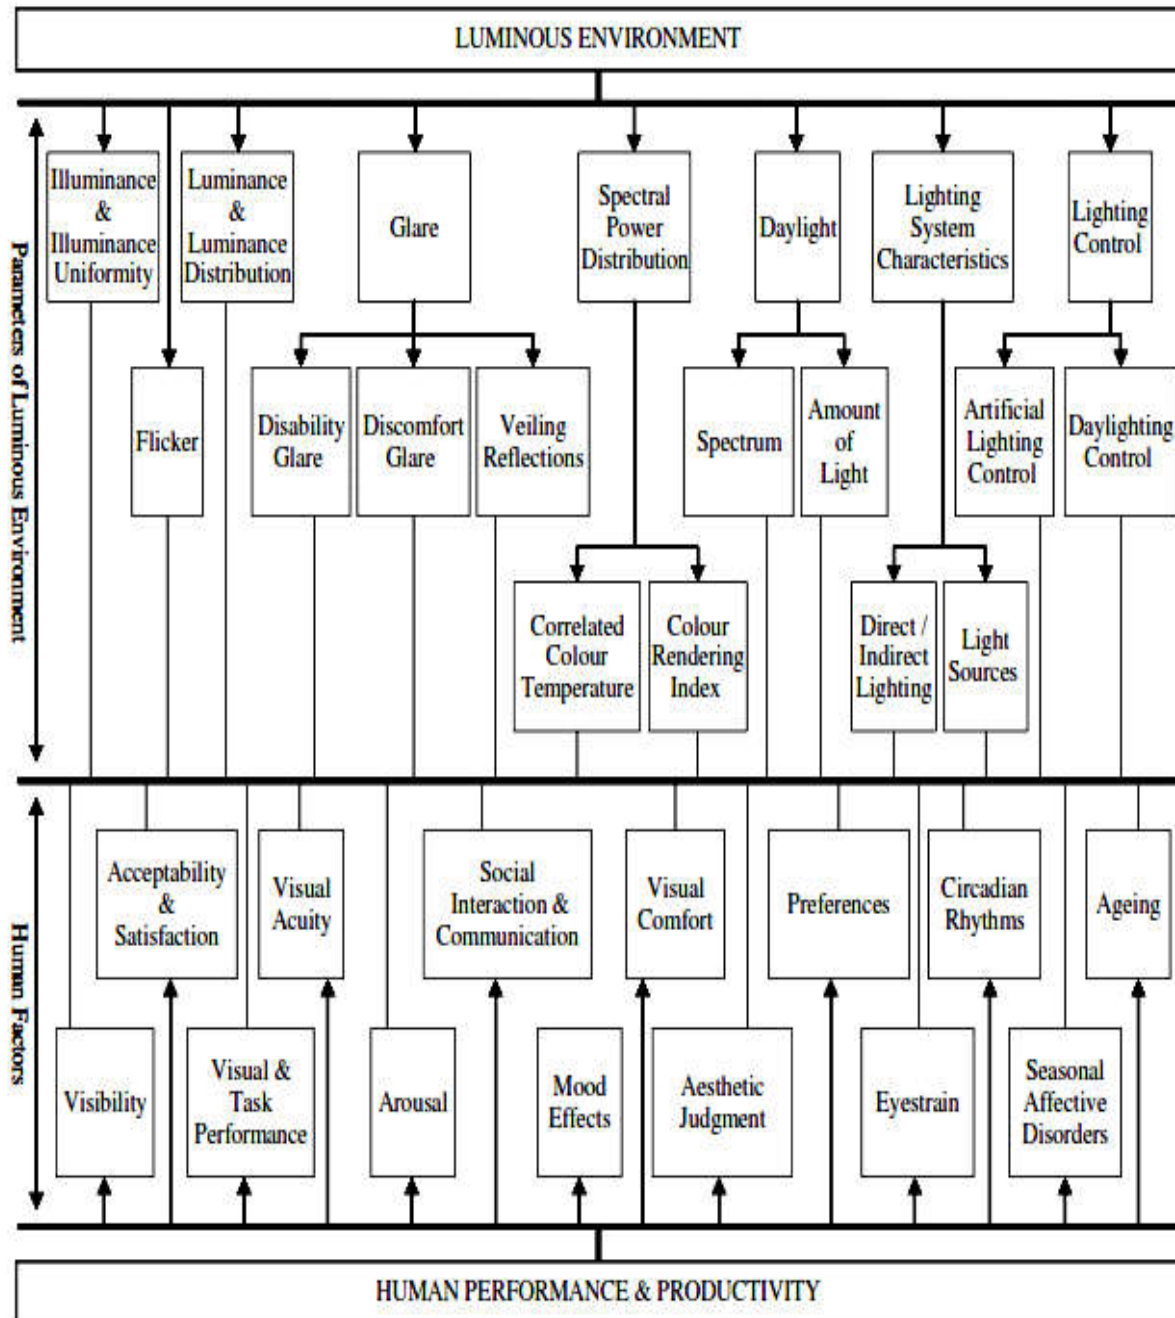 LUMINOUS ENVIRONMENT
Parameters of Luminous Environment
Illuminance
&
Illuminance
Uniformity
Luminance
&
Luminance
Distribution
Glare
Spectral
Power
Distribution
Daylight
Lighting
System
Characteristics
Lighting
Control
Flicker
Disability
Glare
Discomfort
Glare
Veiling
Reflections
Spectrum
Amount
of
Light
Artificial
Lighting
Control
Daylighting
Control
Correlated
Colour
Temperature
Colour
Rendering
Index
Direct /
Indirect
Lighting
Light
Sources
Human Factors
Acceptability
&
Satisfaction
Visual
Acuity
Social
Interaction &
Communication
Visual
Comfort
Preferences
Circadian
Rhythms
Ageing
Visibility
Visual &
Task
Performance
Arousal
Mood
Effects
Aesthetic
Judgment
Eyestrain
Seasonal
Affective
Disorders
HUMAN PERFORMANCE & PRODUCTIVITY